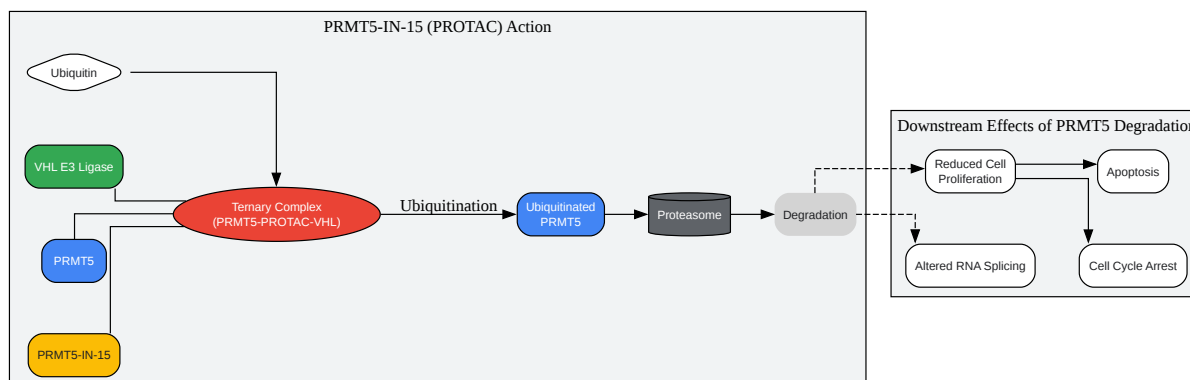 PRMT5-IN-15 (PROTAC) Action
Ubiquitin
VHL E3 Ligase
PRMT5
PRMT5-IN-15
Ternary Complex
(PRMT5-PROTAC-VHL)
Ubiquitination
Ubiquitinated
PRMT5
Proteasome
Degradation
Downstream Effects of PRMT5 Degradation
Reduced Cell
Proliferation
Apoptosis
Altered RNA Splicing
Cell Cycle Arrest